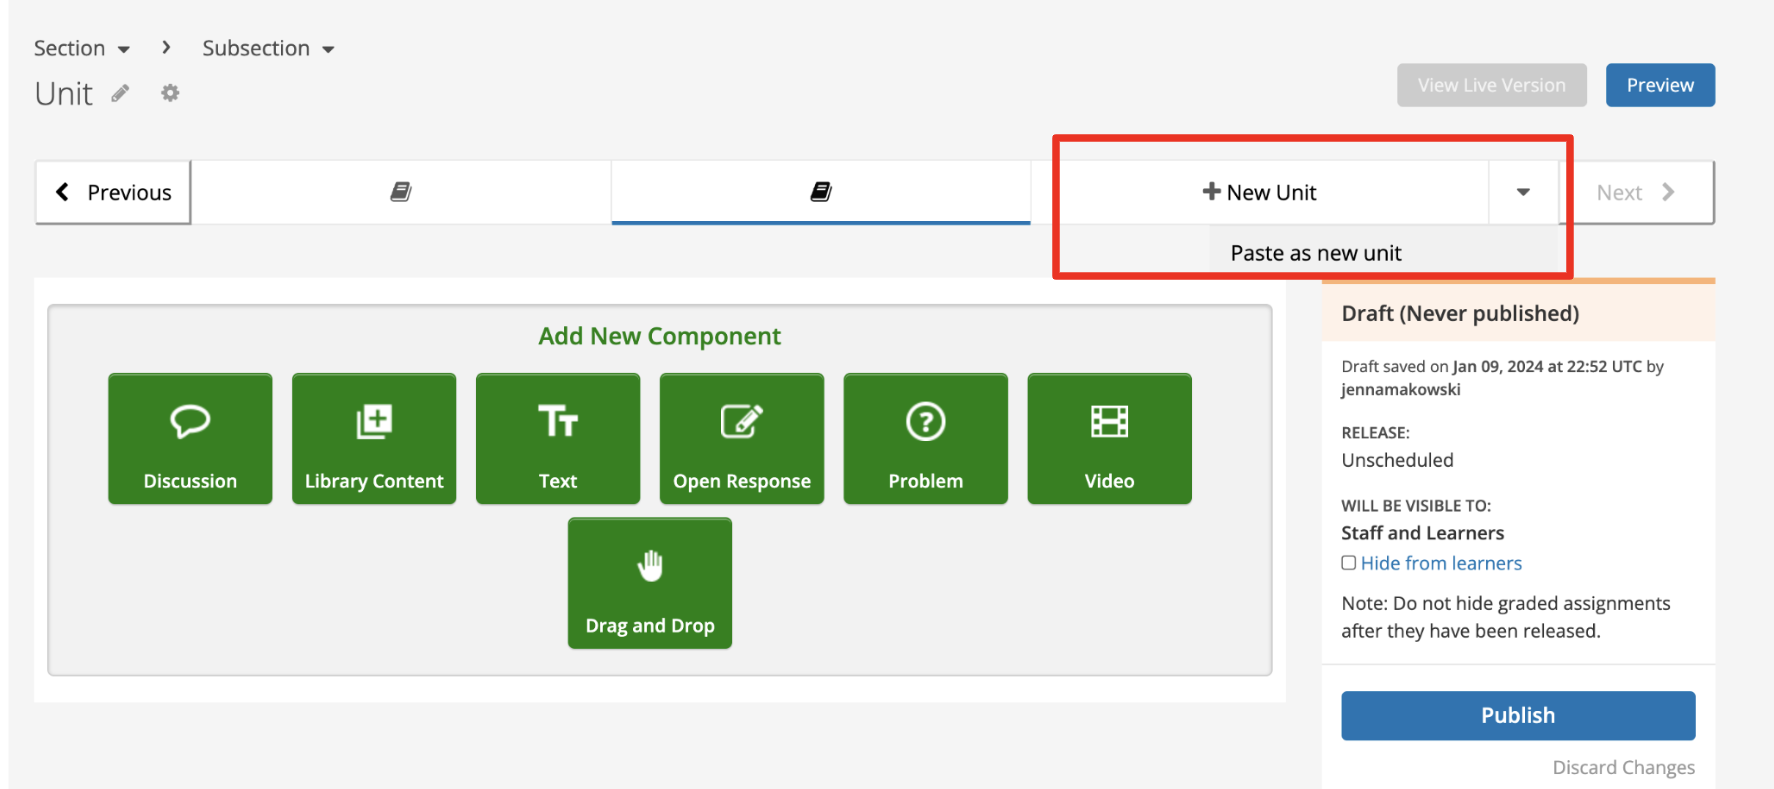 Section > Subsection
Unit
View Live Version
Preview
Previous
+ New Unit
Next
Paste as new unit
Add New Component
Discussion
Library Content
Text
Open Response
Problem
Video
Drag and Drop
Draft (Never published)
Draft saved on Jan 09, 2024 at 22:52 UTC by
jennamakowski
RELEASE:
Unscheduled
WILL BE VISIBLE TO:
Staff and Learners
Hide from learners
Note: Do not hide graded assignments
after they have been released.
Publish
Discard Changes